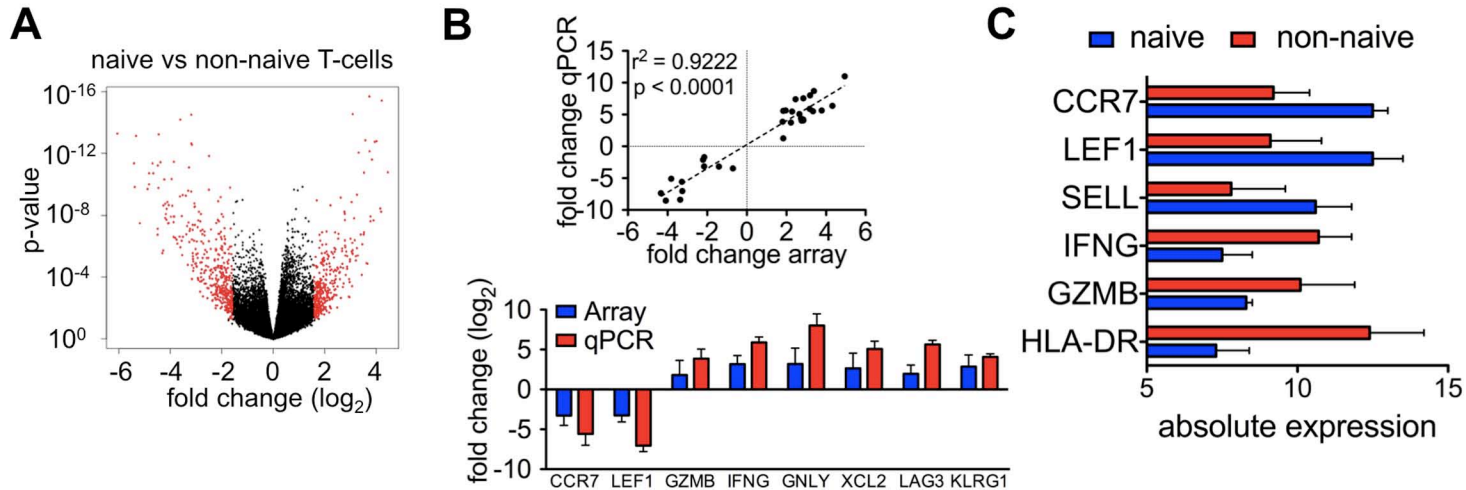 A
naive vs non-naive T-cells
p-value
10-16
10-12
10-8
10-4
100
-6 -4 -2 0 2 4
fold change (log2)
B
fold change qPCR
15
10
5
0
-5
-10
r2 = 0.9222
p < 0.0001
-6 -4 -2 0 2 4 6
fold change array
fold change (log2)
10
5
0
-5
-10
Array
qPCR
CCR7 LEF1 GZMB IFNG GNLY XCL2 LAG3 KLRG1
C
naive non-naive
CCR7
LEF1
SELL
IFNG
GZMB
HLA-DR
5 10 15
absolute expression